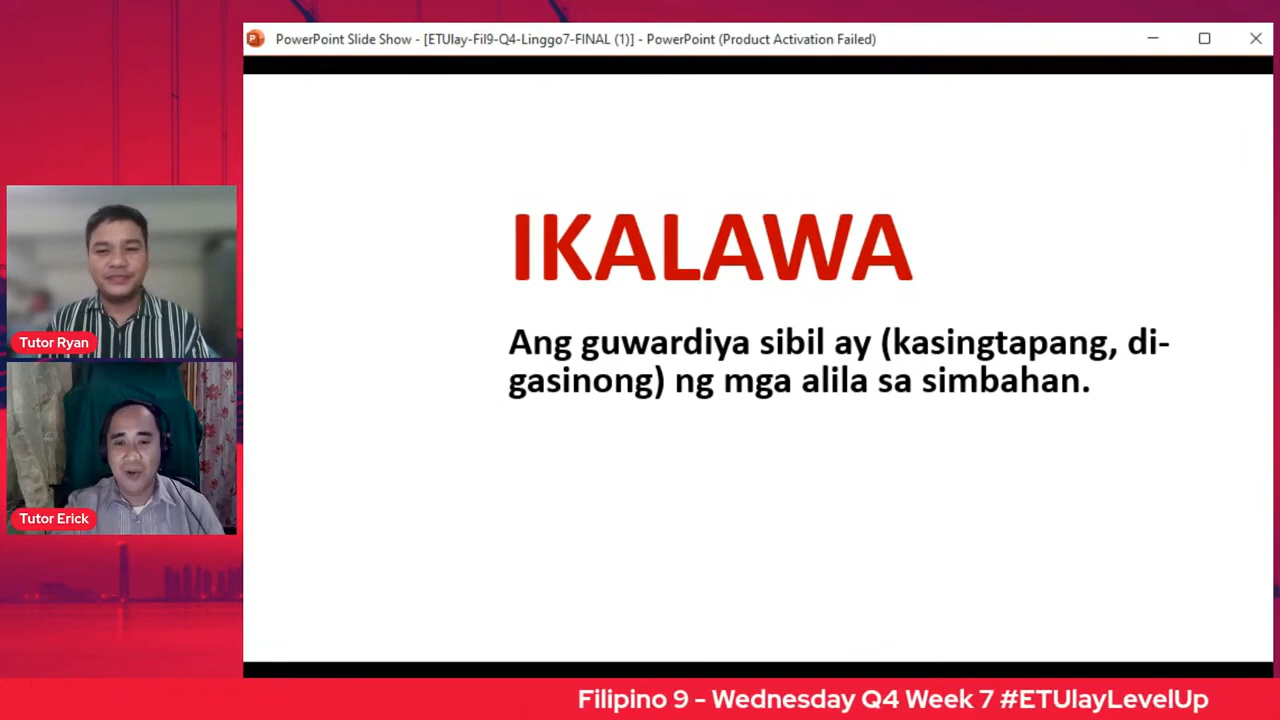 PowerPoint Slide Show - [ETUlay-Fil9-Q4-Linggo7-FINAL (1)] - PowerPoint (Product Activation Failed)
IKALAWA
Ang guwardiya sibil ay (kasingtapang, di-
gasinong) ng mga alila sa simbahan.
Tutor Ryan
Tutor Erick
Filipino 9 - Wednesday Q4 Week 7 #ETUlayLevelUp